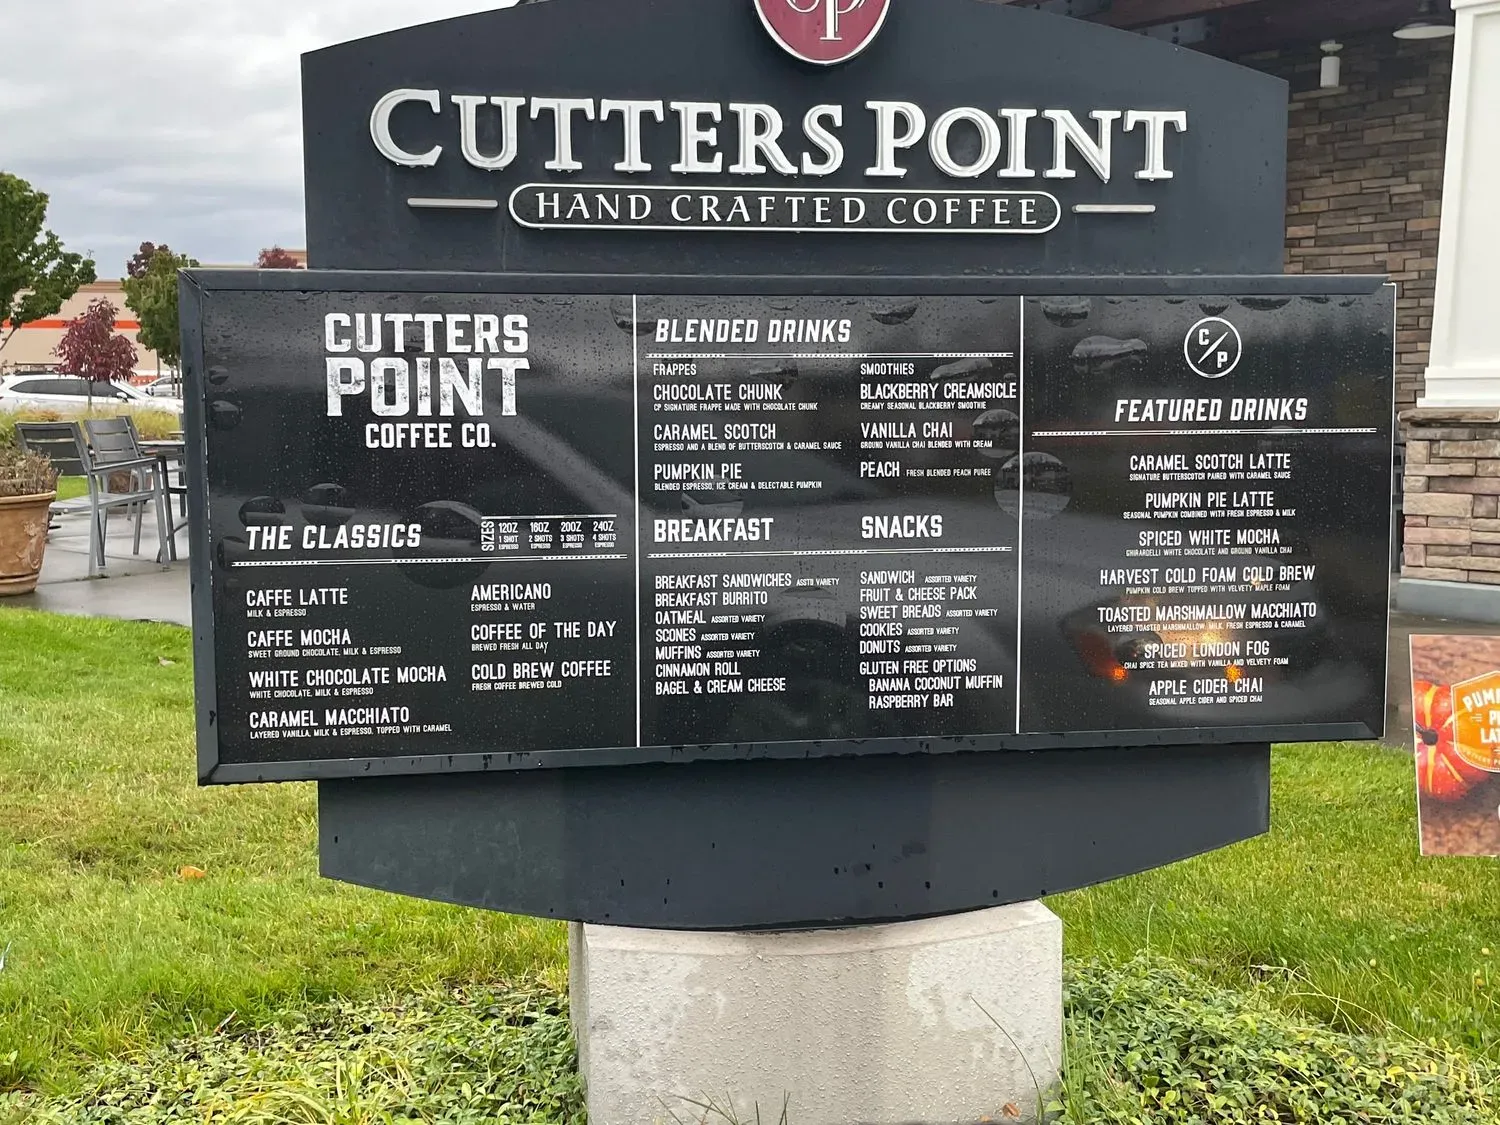 CP
CUTTERS POINT
HAND CRAFTED COFFEE
CUTTERS
POINT
COFFEE CO.
THE CLASSICS
SIZES
12OZ 16OZ 20OZ 24OZ
1 SHOT 2 SHOTS 3 SHOTS 4 SHOTS
ESPRESSO ESPRESSO ESPRESSO ESPRESSO
CAFFE LATTE
MILK & ESPRESSO
CAFFE MOCHA
SWEET GROUND CHOCOLATE, MILK & ESPRESSO
WHITE CHOCOLATE MOCHA
WHITE CHOCOLATE, MILK & ESPRESSO
CARAMEL MACCHIATO
LAYERED VANILLA, MILK & ESPRESSO, TOPPED WITH CARAMEL
AMERICANO
ESPRESSO & WATER
COFFEE OF THE DAY
BREWED FRESH ALL DAY
COLD BREW COFFEE
FRESH COFFEE BREWED COLD
BLENDED DRINKS
FRAPPES
CHOCOLATE CHUNK
CP SIGNATURE FRAPPE MADE WITH CHOCOLATE CHUNK
CARAMEL SCOTCH
ESPRESSO AND A BLEND OF BUTTERSCOTCH & CARAMEL SAUCE
PUMPKIN PIE
BLENDED ESPRESSO, ICE CREAM & DELECTABLE PUMPKIN
SMOOTHIES
BLACKBERRY CREAMSICLE
CREAMY SEASONAL BLACKBERRY SMOOTHIE
VANILLA CHAI
GROUND VANILLA CHAI BLENDED WITH CREAM
PEACH FRESH BLENDED PEACH PUREE
BREAKFAST
BREAKFAST SANDWICHES ASSTD VARIETY
BREAKFAST BURRITO
OATMEAL ASSORTED VARIETY
SCONES ASSORTED VARIETY
MUFFINS ASSORTED VARIETY
CINNAMON ROLL
BAGEL & CREAM CHEESE
SNACKS
SANDWICH ASSORTED VARIETY
FRUIT & CHEESE PACK
SWEET BREADS ASSORTED VARIETY
COOKIES ASSORTED VARIETY
DONUTS ASSORTED VARIETY
GLUTEN FREE OPTIONS
BANANA COCONUT MUFFIN
RASPBERRY BAR
C/P
FEATURED DRINKS
CARAMEL SCOTCH LATTE
SIGNATURE BUTTERSCOTCH PAIRED WITH CARAMEL SAUCE
PUMPKIN PIE LATTE
SEASONAL PUMPKIN COMBINED WITH FRESH ESPRESSO & MILK
SPICED WHITE MOCHA
GHIRARDELLI WHITE CHOCOLATE AND GROUND VANILLA CHAI
HARVEST COLD FOAM COLD BREW
PUMPKIN COLD BREW TOPPED WITH VELVETY MAPLE FOAM
TOASTED MARSHMALLOW MACCHIATO
LAYERED TOASTED MARSHMALLOW, MILK, FRESH ESPRESSO & CARAMEL
SPICED LONDON FOG
CHAI SPICE TEA MIXED WITH VANILLA AND VELVETY FOAM
APPLE CIDER CHAI
SEASONAL APPLE CIDER AND SPICED CHAI